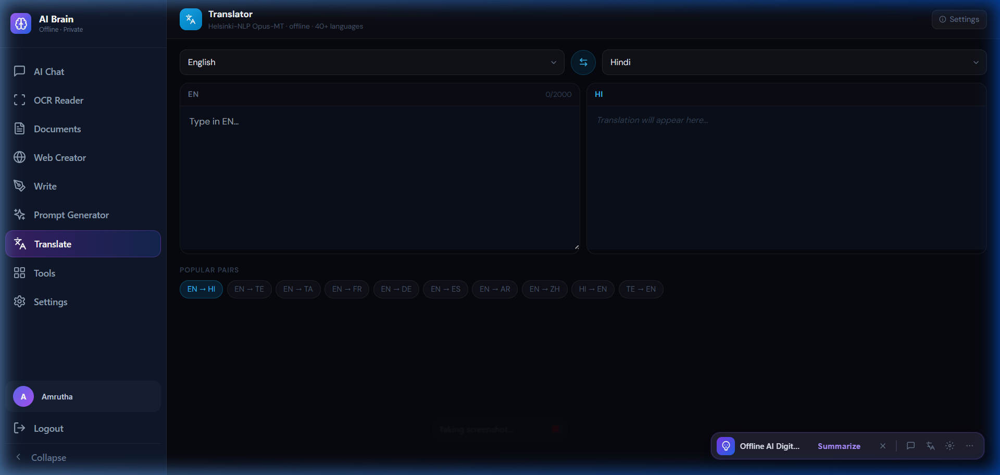 AI Brain
Offline · Private
AI Chat
OCR Reader
Documents
Web Creator
Write
Prompt Generator
Translate
Tools
Settings
A
Amrutha
Logout
Collapse
Translator
Helsinki-NLP Opus-MT · offline · 40+ languages
Settings
English
Hindi
EN
0/2000
Type in EN...
HI
Translation will appear here...
POPULAR PAIRS
EN → HI
EN → TE
EN → TA
EN → FR
EN → DE
EN → ES
EN → AR
EN → ZH
HI → EN
TE → EN
Taking screenshot...
Offline AI Digit...
Summarize